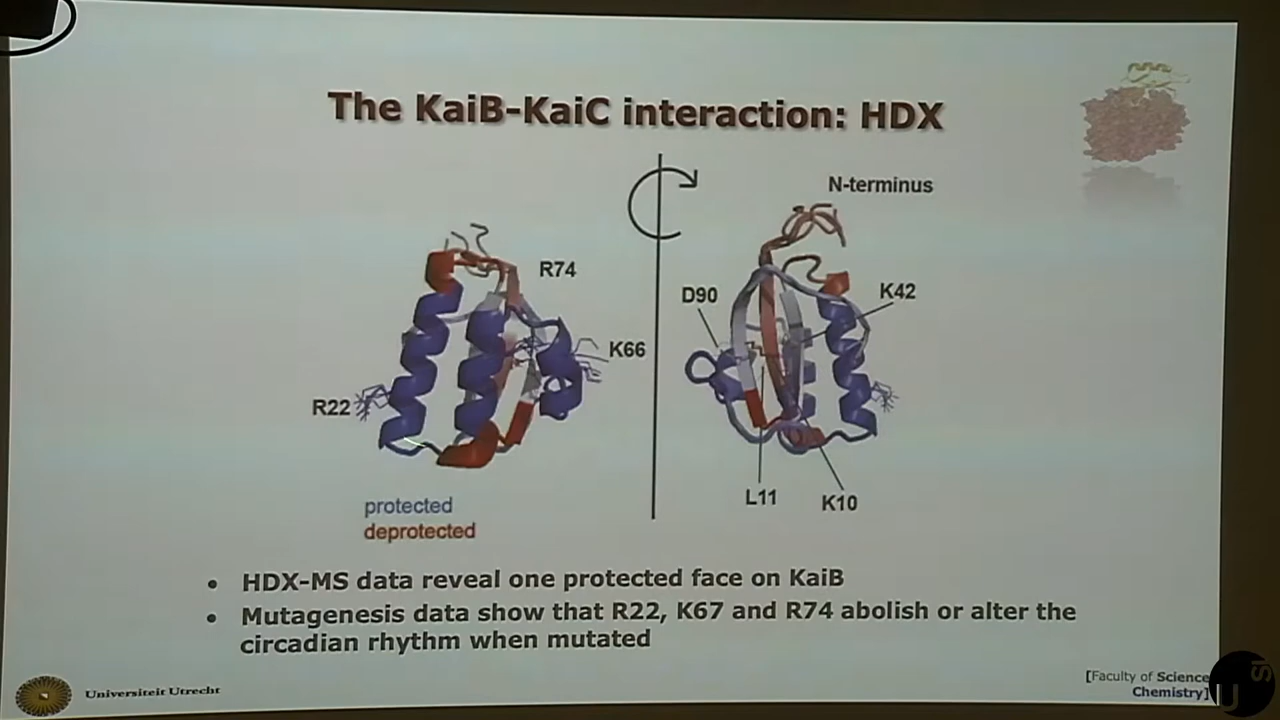 The KaiB-KaiC interaction: HDX
N-terminus
R74
D90
K42
K66
R22
L11
K10
protected
deprotected
• HDX-MS data reveal one protected face on KaiB
• Mutagenesis data show that R22, K67 and R74 abolish or alter the
circadian rhythm when mutated
Universiteit Utrecht
[Faculty of Science
Chemistry]
U
SI